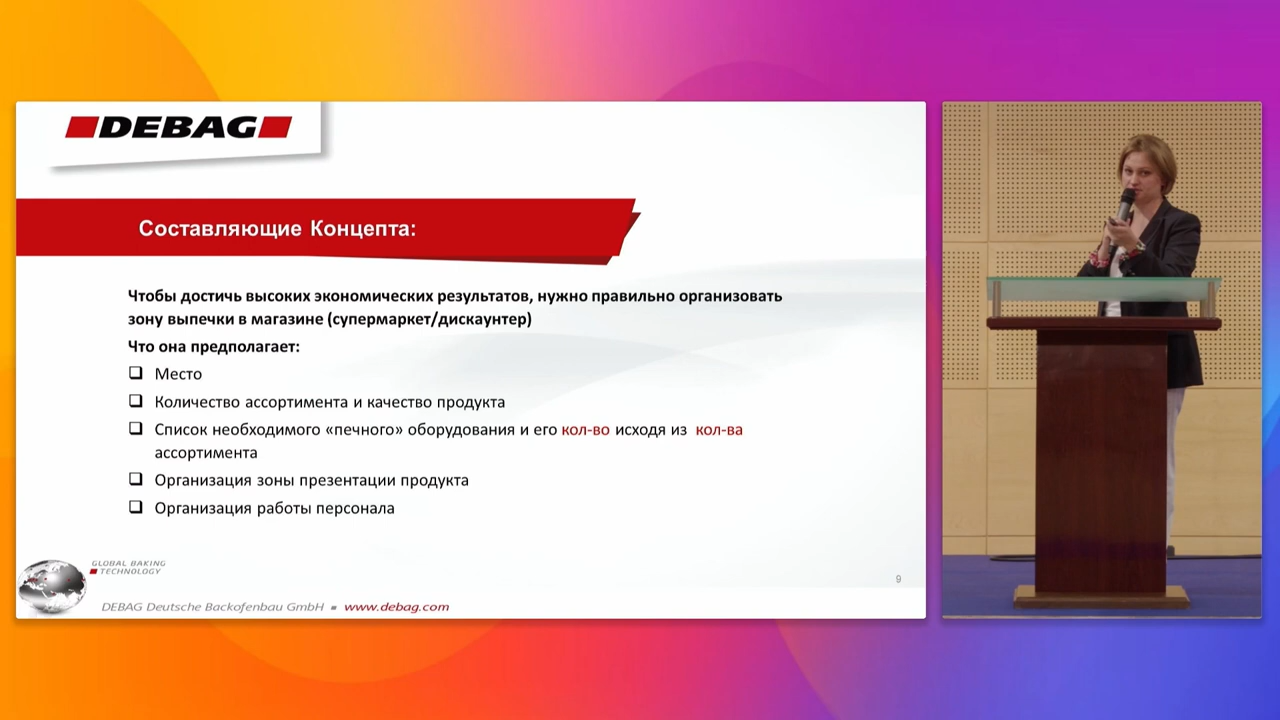 DEBAG
Составляющие Концепта:
Чтобы достичь высоких экономических результатов, нужно правильно организовать
зону выпечки в магазине (супермаркет/дискаунтер)
Что она предполагает:
Место
Количество ассортимента и качество продукта
Список необходимого «печного» оборудования и его кол-во исходя из кол-ва
ассортимента
Организация зоны презентации продукта
Организация работы персонала
GLOBAL BAKING
TECHNOLOGY
9
DEBAG Deutsche Backofenbau GmbH www.debag.com